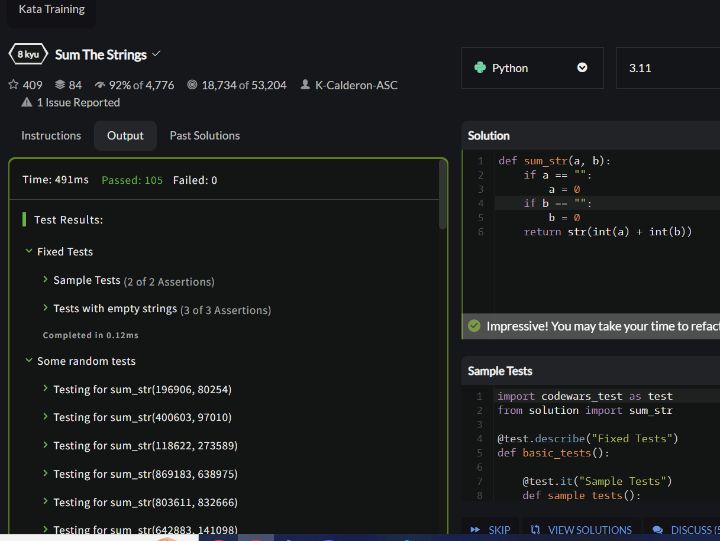 Kata Training
8 kyu Sum The Strings
409 84 92% of 4,776 18,734 of 53,204 K-Calderon-ASC
1 Issue Reported
Instructions Output Past Solutions
Time: 491ms Passed: 105 Failed: 0
Test Results:
Fixed Tests
Sample Tests (2 of 2 Assertions)
Tests with empty strings (3 of 3 Assertions)
Completed in 0.12ms
Some random tests
Testing for sum_str(196906, 80254)
Testing for sum_str(400603, 97010)
Testing for sum_str(118622, 273589)
Testing for sum_str(869183, 638975)
Testing for sum_str(803611, 832666)
Testing for sum_str(642883, 141098)
Python 3.11
Solution
1 def sum_str(a, b):
2 if a == "":
3 a = 0
4 if b == "":
5 b = 0
6 return str(int(a) + int(b))
Impressive! You may take your time to refact
Sample Tests
1 import codewars_test as test
2 from solution import sum_str
3
4 @test.describe("Fixed Tests")
5 def basic_tests():
6
7 @test.it("Sample Tests")
8 def sample_tests():
SKIP VIEW SOLUTIONS DISCUSS (5